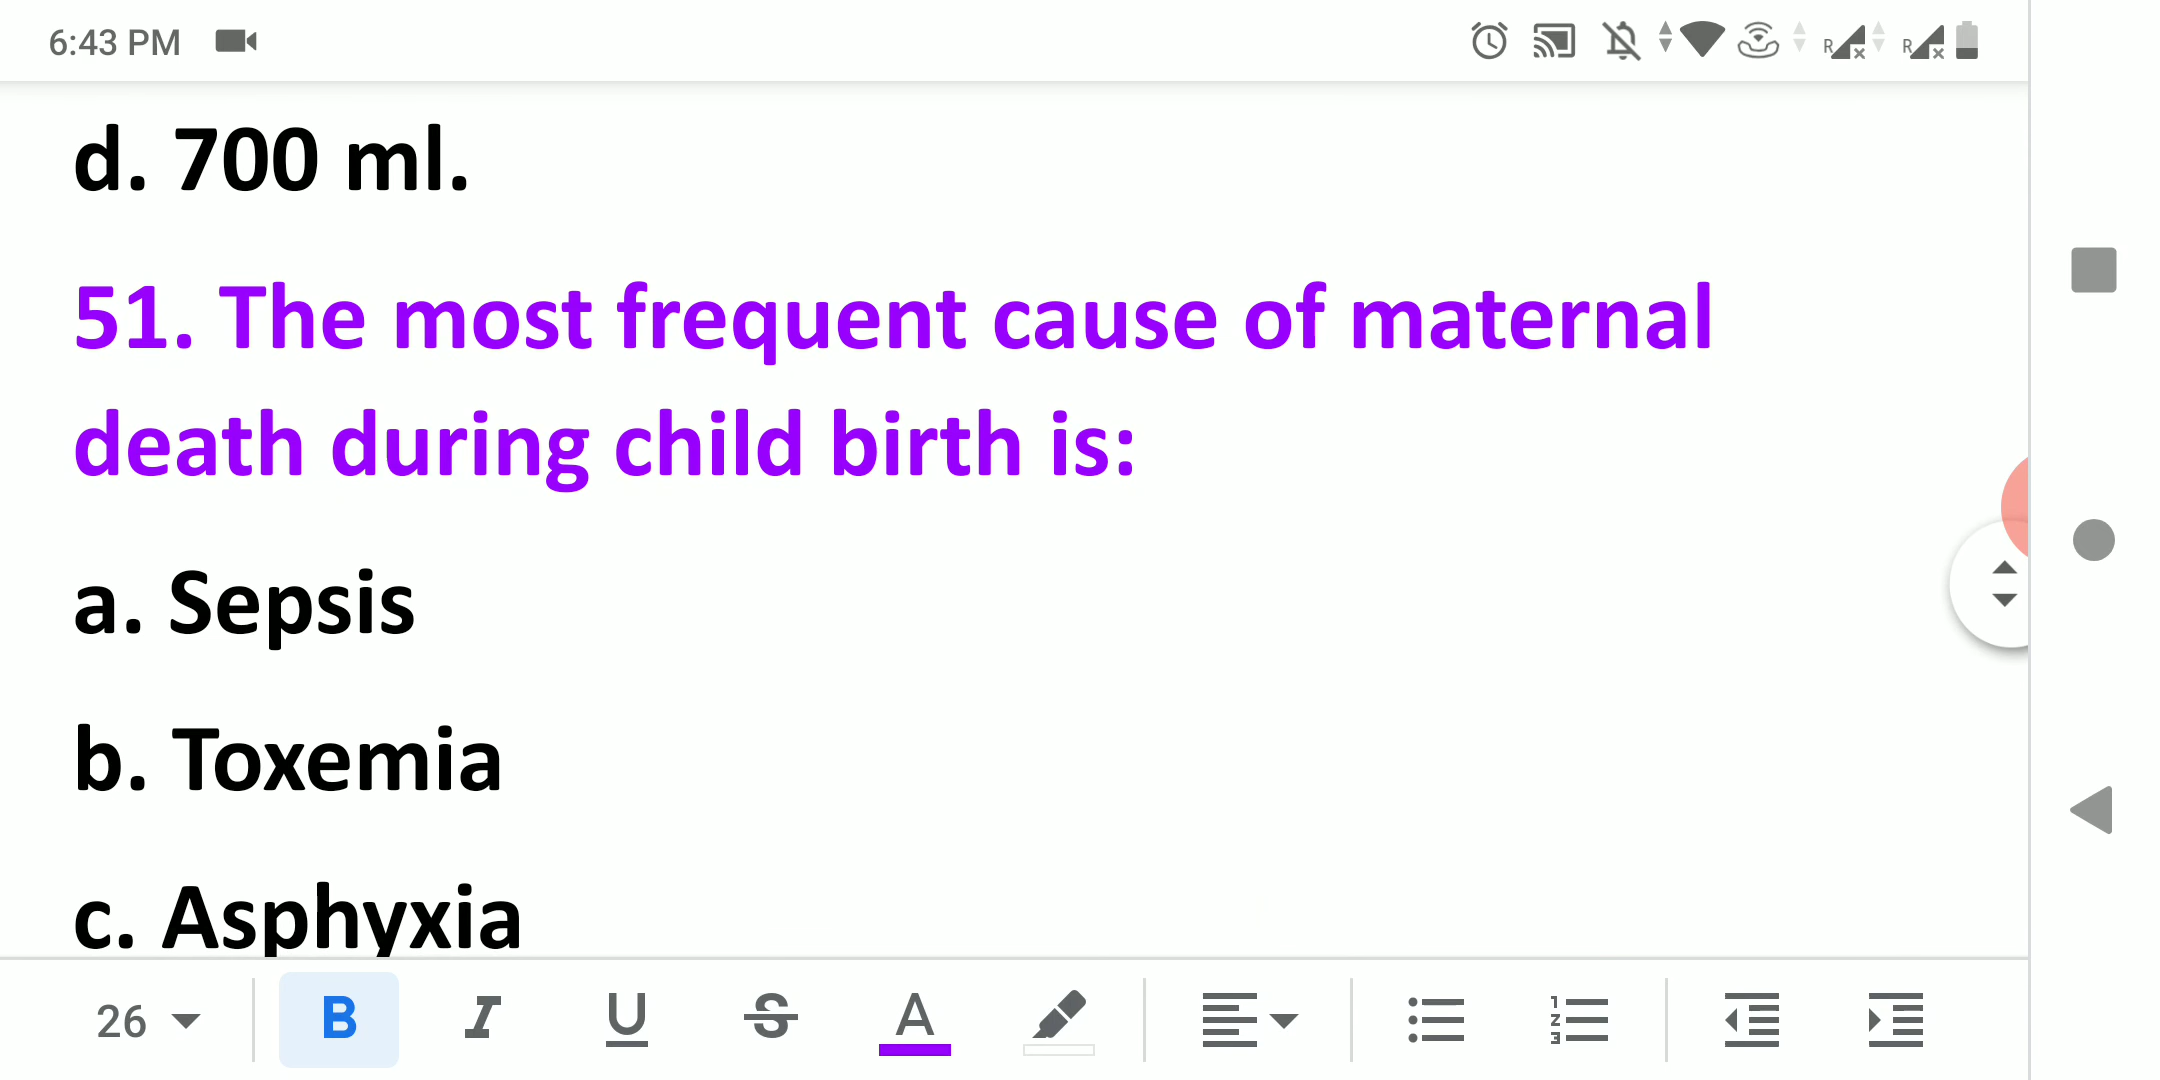 6:43 PM
d. 700 ml.
51. The most frequent cause of maternal
death during child birth is:
a. Sepsis
b. Toxemia
c. Asphyxia
26 B I U S A